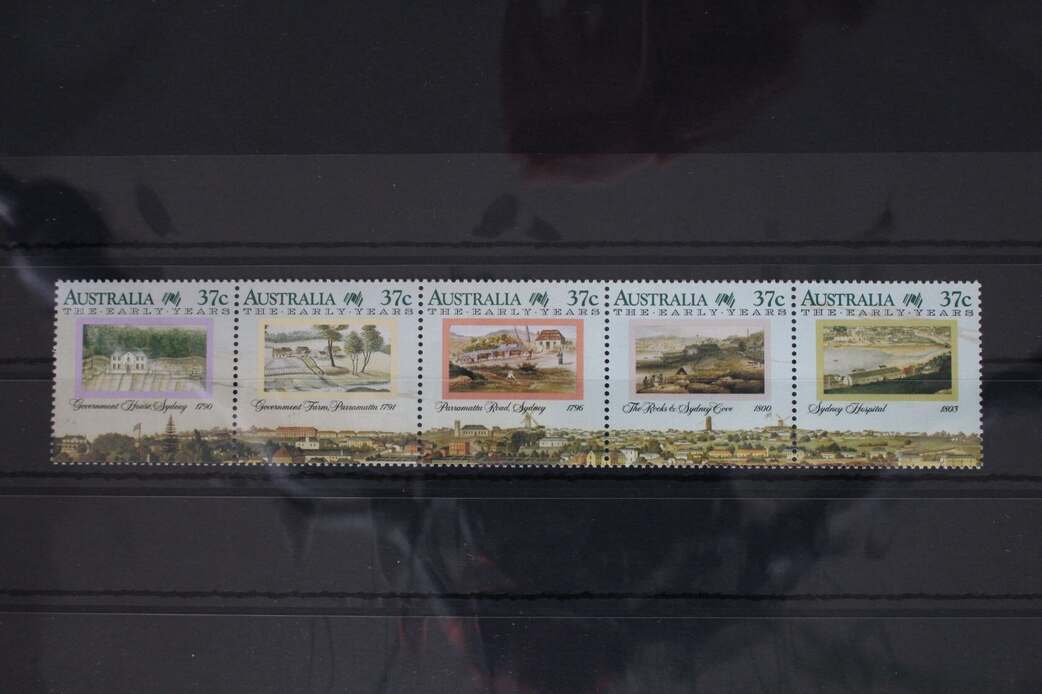 AUSTRALIA 37c
THE·EARLY·YEARS
Government House, Sydney 1790
AUSTRALIA 37c
THE·EARLY·YEARS
Government Farm, Parramatta 1791
AUSTRALIA 37c
THE·EARLY·YEARS
Parramatta Road, Sydney 1796
AUSTRALIA 37c
THE·EARLY·YEARS
The Rocks & Sydney Cove 1800
AUSTRALIA 37c
THE·EARLY·YEARS
Sydney Hospital 1803